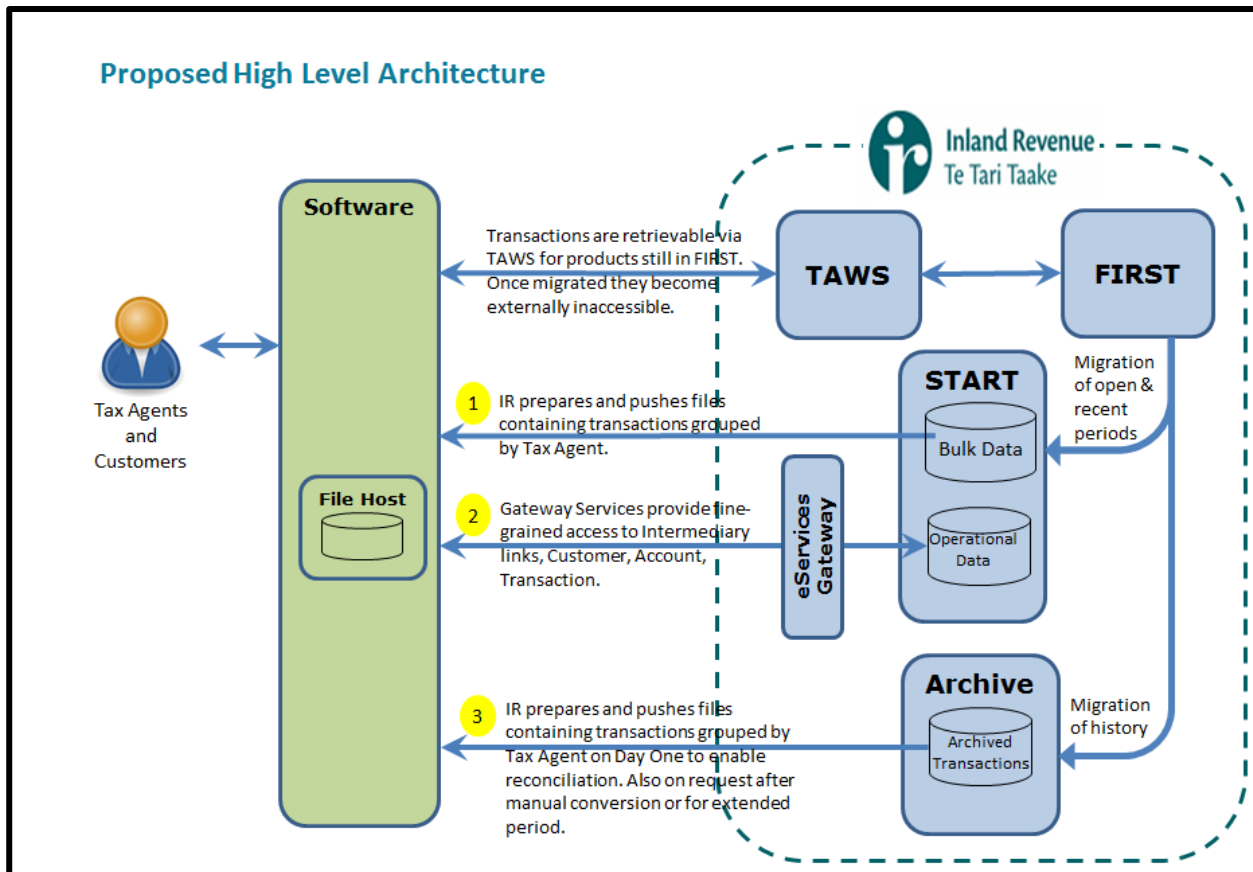 Proposed High Level Architecture
Inland Revenue
Te Tari Taake
ir
Software
Transactions are retrievable via
TAWS for products still in FIRST.
Once migrated they become
externally inaccessible.
TAWS
FIRST
Tax Agents
and
Customers
1
IR prepares and pushes files
containing transactions grouped
by Tax Agent.
START
Bulk Data
Migration
of open &
recent
periods
File Host
2
Gateway Services provide fine-
grained access to Intermediary
links, Customer, Account,
Transaction.
eServices
Gateway
Operational
Data
3
IR prepares and pushes files
containing transactions grouped by
Tax Agent on Day One to enable
reconciliation. Also on request after
manual conversion or for extended
period.
Archive
Archived
Transactions
Migration
of history